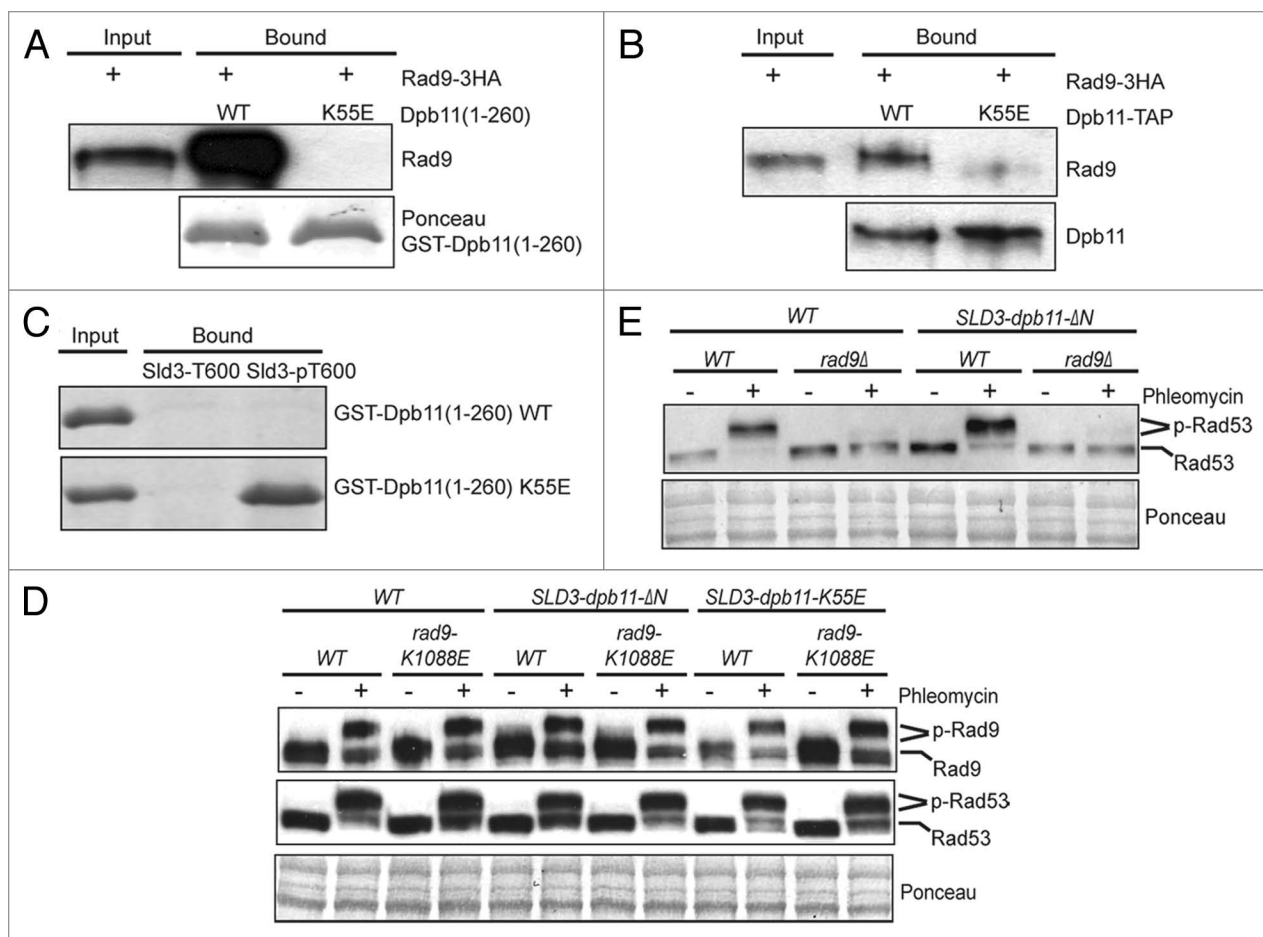 A
Input Bound
+ + + Rad9-3HA
WT K55E Dpb11(1-260)
Rad9
Ponceau
GST-Dpb11(1-260)
B
Input Bound
+ + + Rad9-3HA
WT K55E Dpb11-TAP
Rad9
Dpb11
C
Input Bound
Sld3-T600 Sld3-pT600
GST-Dpb11(1-260) WT
GST-Dpb11(1-260) K55E
E
WT SLD3-dpb11-ΔN
WT rad9Δ WT rad9Δ
- + - + - + - + Phleomycin
p-Rad53
Rad53
Ponceau
D
WT SLD3-dpb11-ΔN SLD3-dpb11-K55E
WT rad9-K1088E WT rad9-K1088E WT rad9-K1088E
- + - + - + - + - + - + Phleomycin
p-Rad9
Rad9
p-Rad53
Rad53
Ponceau